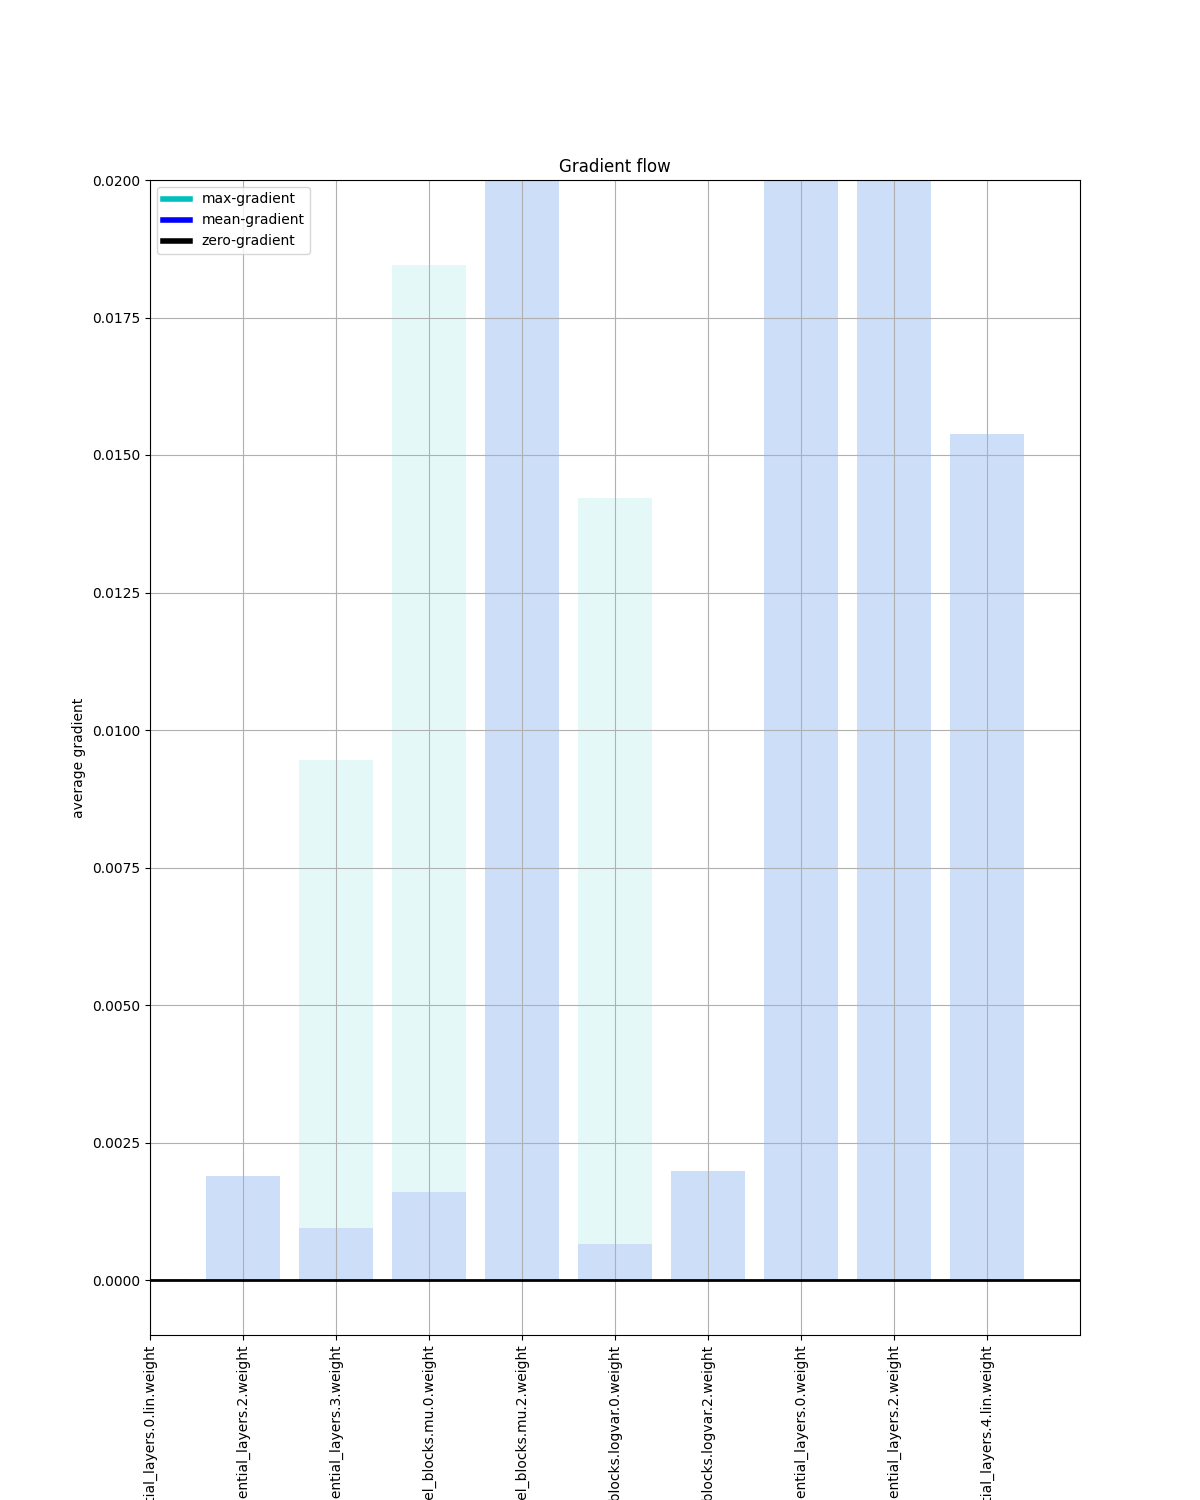 Gradient flow
max-gradient
mean-gradient
zero-gradient
average gradient
0.0200
0.0175
0.0150
0.0125
0.0100
0.0075
0.0050
0.0025
0.0000
tial_layers.0.lin.weight
ential_layers.2.weight
ential_layers.3.weight
el_blocks.mu.0.weight
el_blocks.mu.2.weight
blocks.logvar.0.weight
blocks.logvar.2.weight
ential_layers.0.weight
ential_layers.2.weight
tial_layers.4.lin.weight